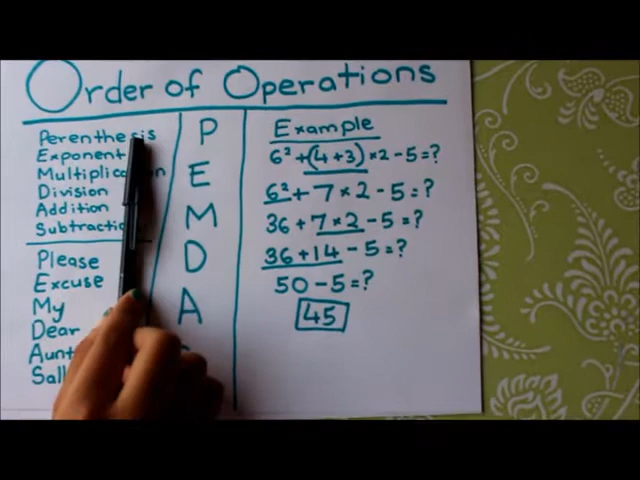 Order of Operations
Perenthesis
Exponent
Division
Addition
Please
Excuse
My
Dear
P
E
M
D
A
Example
6² + (4 + 3) × 2 - 5 = ?
6² + 7 × 2 - 5 = ?
36 + 7 × 2 - 5 = ?
36 + 14 - 5 = ?
50 - 5 = ?
45